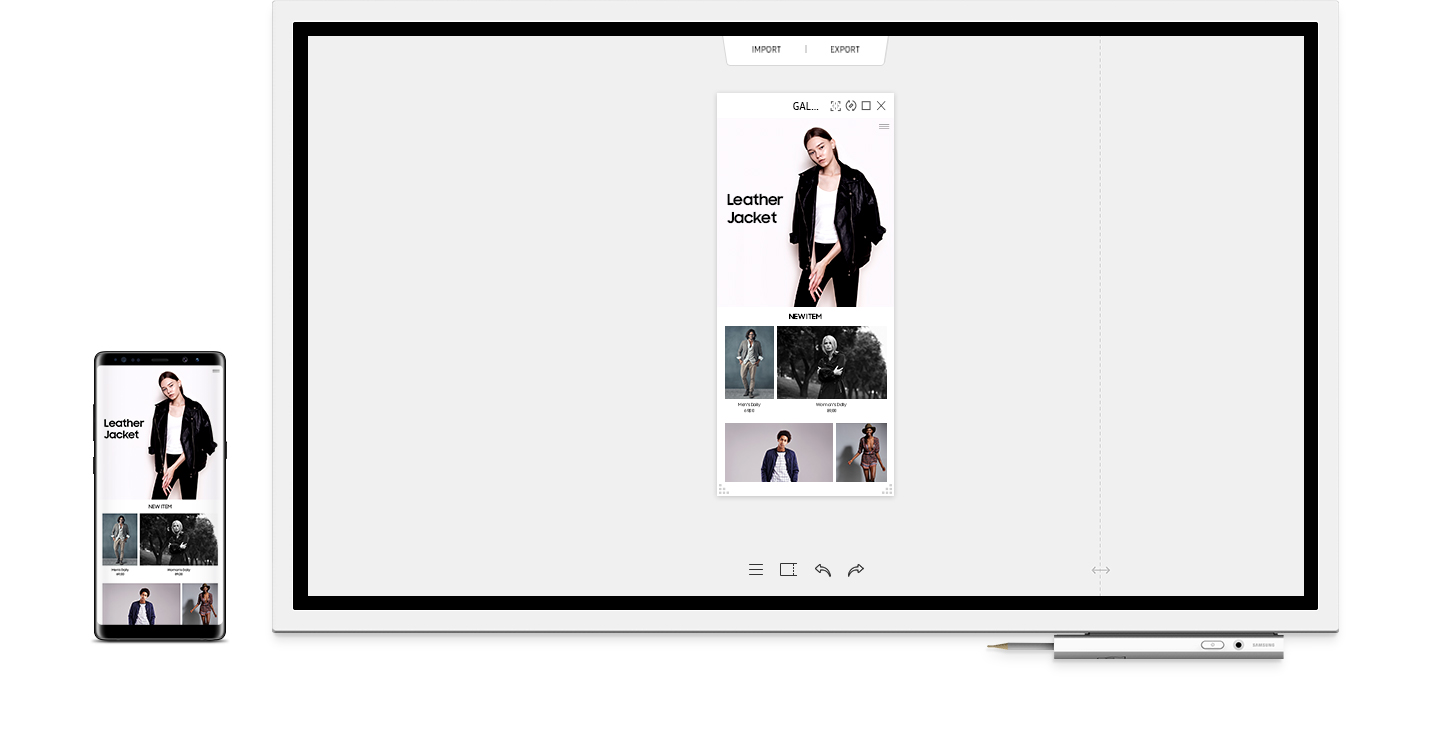 IMPORT | EXPORT
GAL...
Leather
Jacket
NEW ITEM
Men's Daily
Woman's Daily
Leather
Jacket
NEW ITEM
Men's Daily
Woman's Daily
SAMSUNG